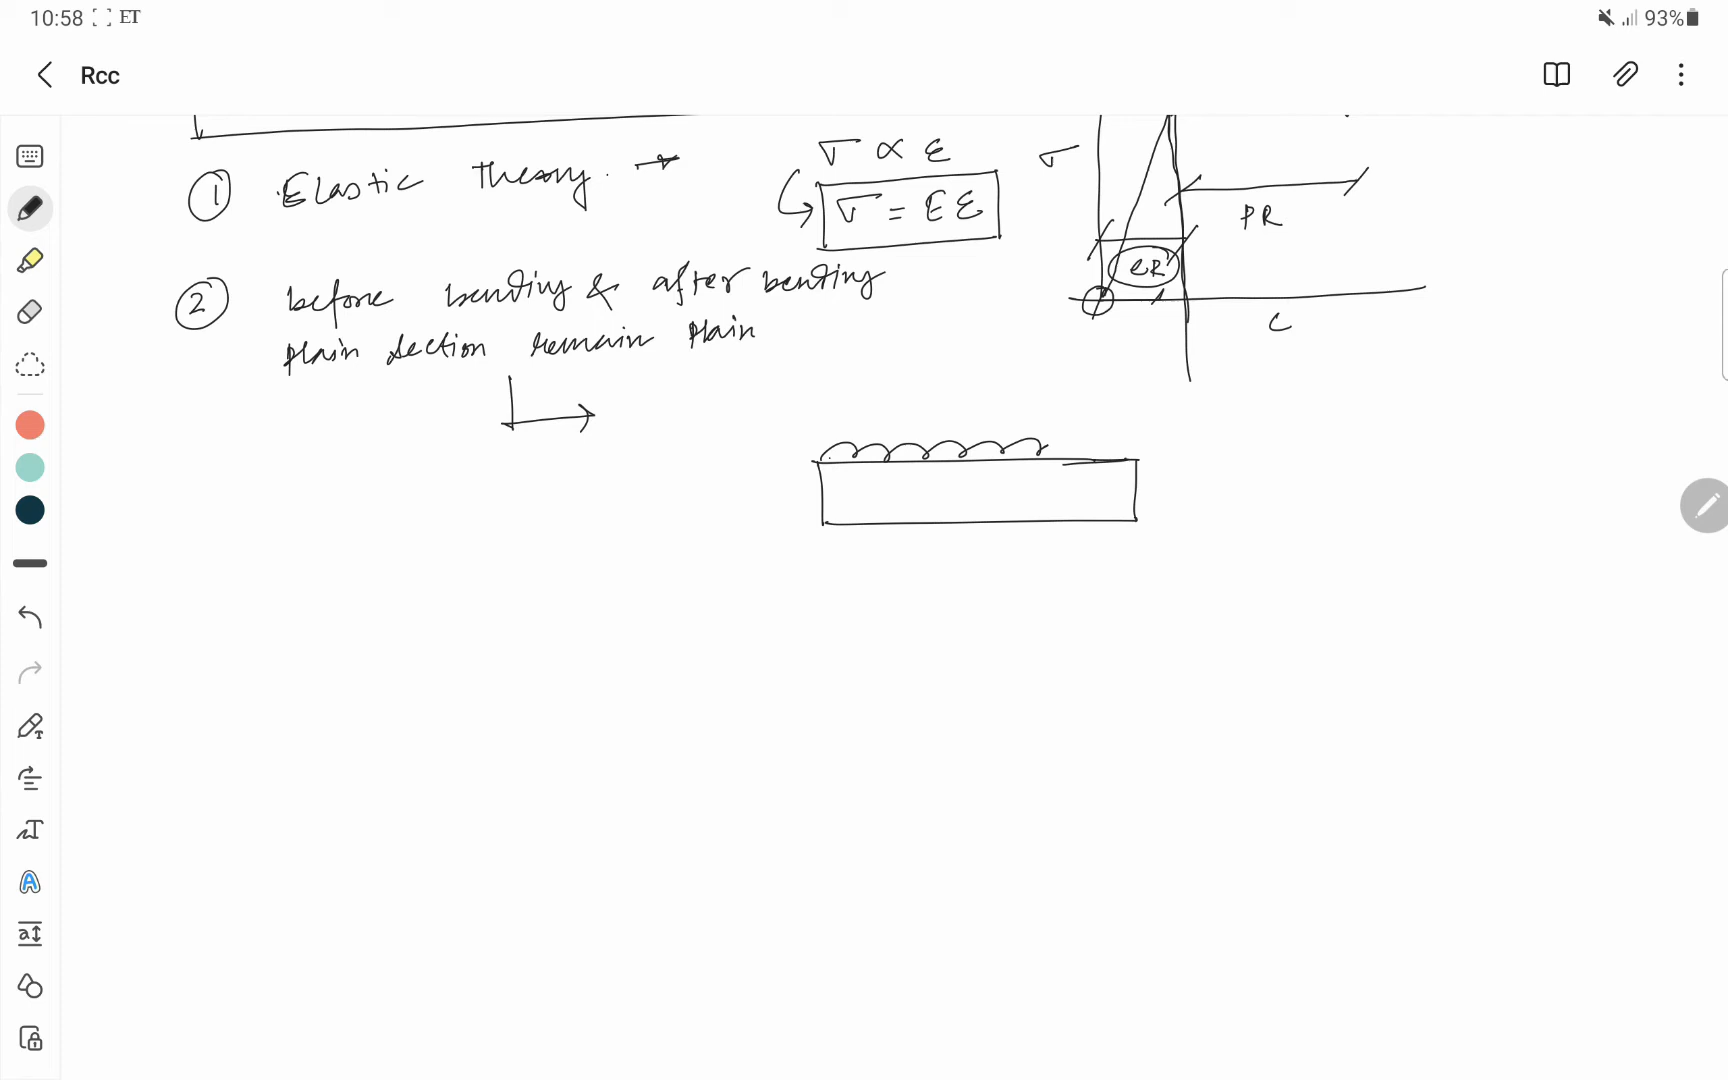 10:58 ET 93%
Rcc
① Elastic theory. →
σ ∝ ε
σ = E ε
② before bending & after bending
plain section remain plain
σ
PR
ER
ε